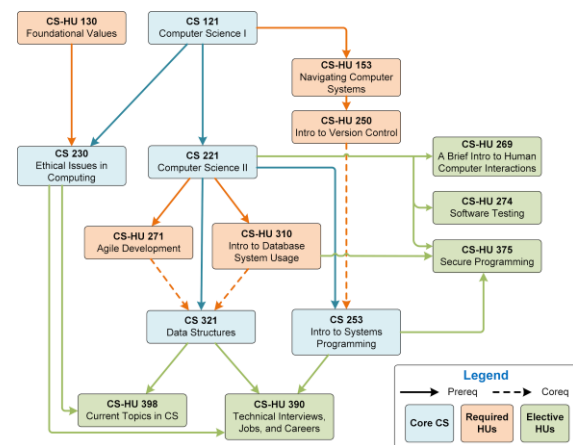 CS-HU 130
Foundational Values
CS 121
Computer Science I
CS-HU 153
Navigating Computer
Systems
CS-HU 250
Intro to Version Control
CS 230
Ethical Issues in
Computing
CS 221
Computer Science II
CS-HU 269
A Brief Intro to Human
Computer Interactions
CS-HU 274
Software Testing
CS-HU 271
Agile Development
CS-HU 310
Intro to Database
System Usage
CS-HU 375
Secure Programming
CS 321
Data Structures
CS 253
Intro to Systems
Programming
CS-HU 398
Current Topics in CS
CS-HU 390
Technical Interviews,
Jobs, and Careers
Legend
Prereq
Coreq
Core CS
Required
HUs
Elective
HUs